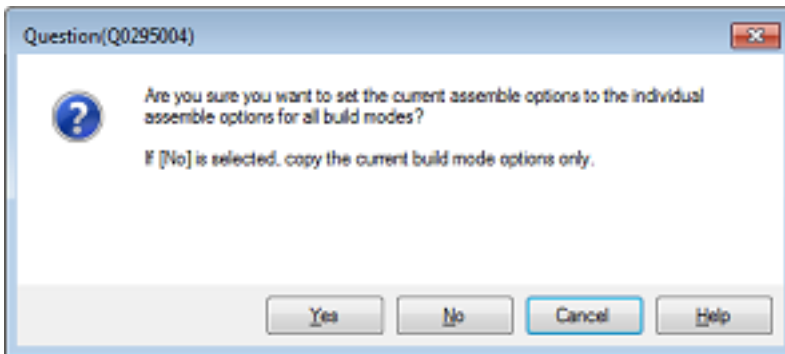 Question(Q0295004)
Are you sure you want to set the current assemble options to the individual
assemble options for all build modes?
If [No] is selected, copy the current build mode options only.
Yes
No
Cancel
Help